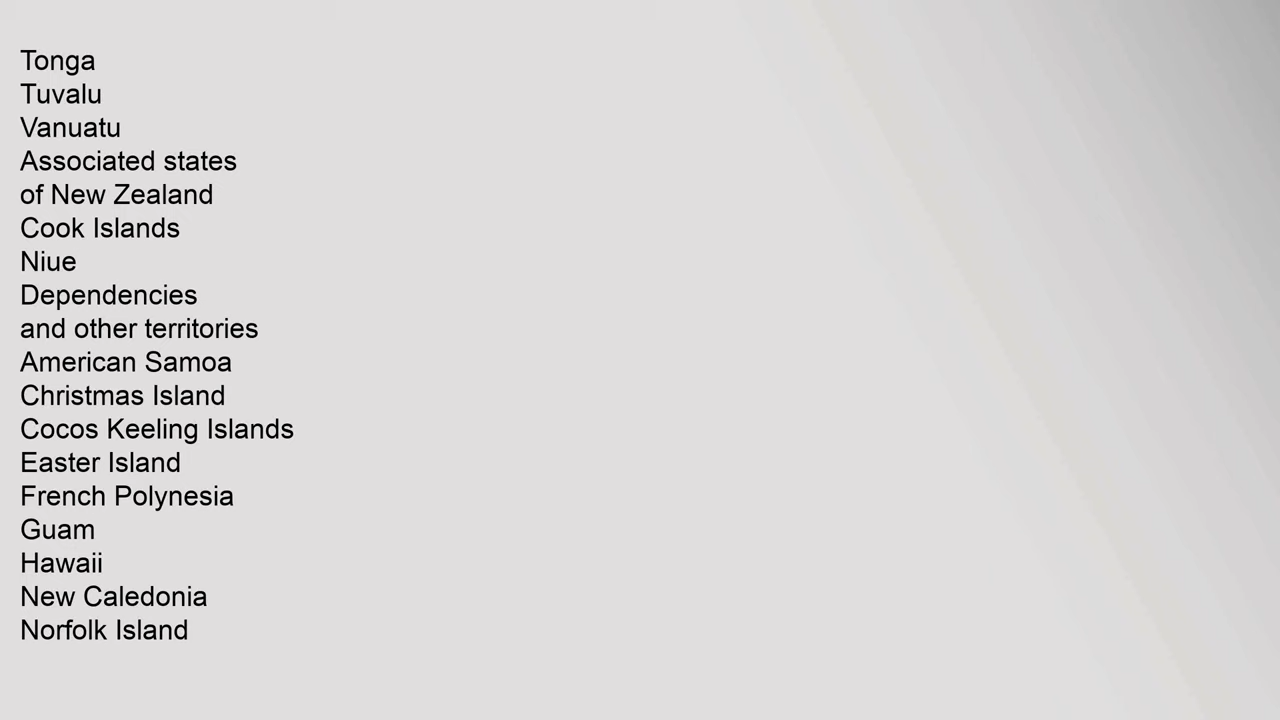 Tonga
Tuvalu
Vanuatu
Associated states
of New Zealand
Cook Islands
Niue
Dependencies
and other territories
American Samoa
Christmas Island
Cocos Keeling Islands
Easter Island
French Polynesia
Guam
Hawaii
New Caledonia
Norfolk Island